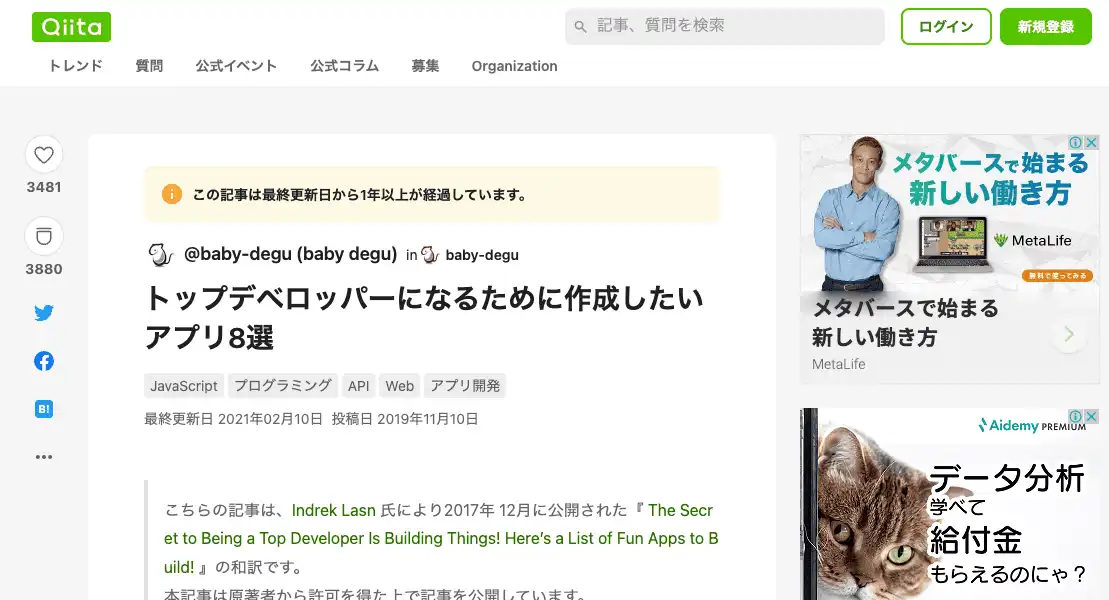 Qiita
記事、質問を検索
ログイン
新規登録
トレンド
質問
公式イベント
公式コラム
募集
Organization
3481
3880
B!
この記事は最終更新日から1年以上が経過しています。
@baby-degu (baby degu) in baby-degu
トップデベロッパーになるために作成したい
アプリ8選
JavaScript プログラミング API Web アプリ開発
最終更新日 2021年02月10日 投稿日 2019年11月10日
こちらの記事は、Indrek Lasn 氏により2017年 12月に公開された『 The Secr
et to Being a Top Developer Is Building Things! Here's a List of Fun Apps to B
uild! 』の和訳です。
本記事は原著者から許可を得た上で記事を公開しています。
メタバースで始まる
新しい働き方
MetaLife
無料で使ってみる
メタバースで始まる
新しい働き方
MetaLife
Aidemy PREMIUM
データ分析
学べて
給付金
もらえるのにゃ？